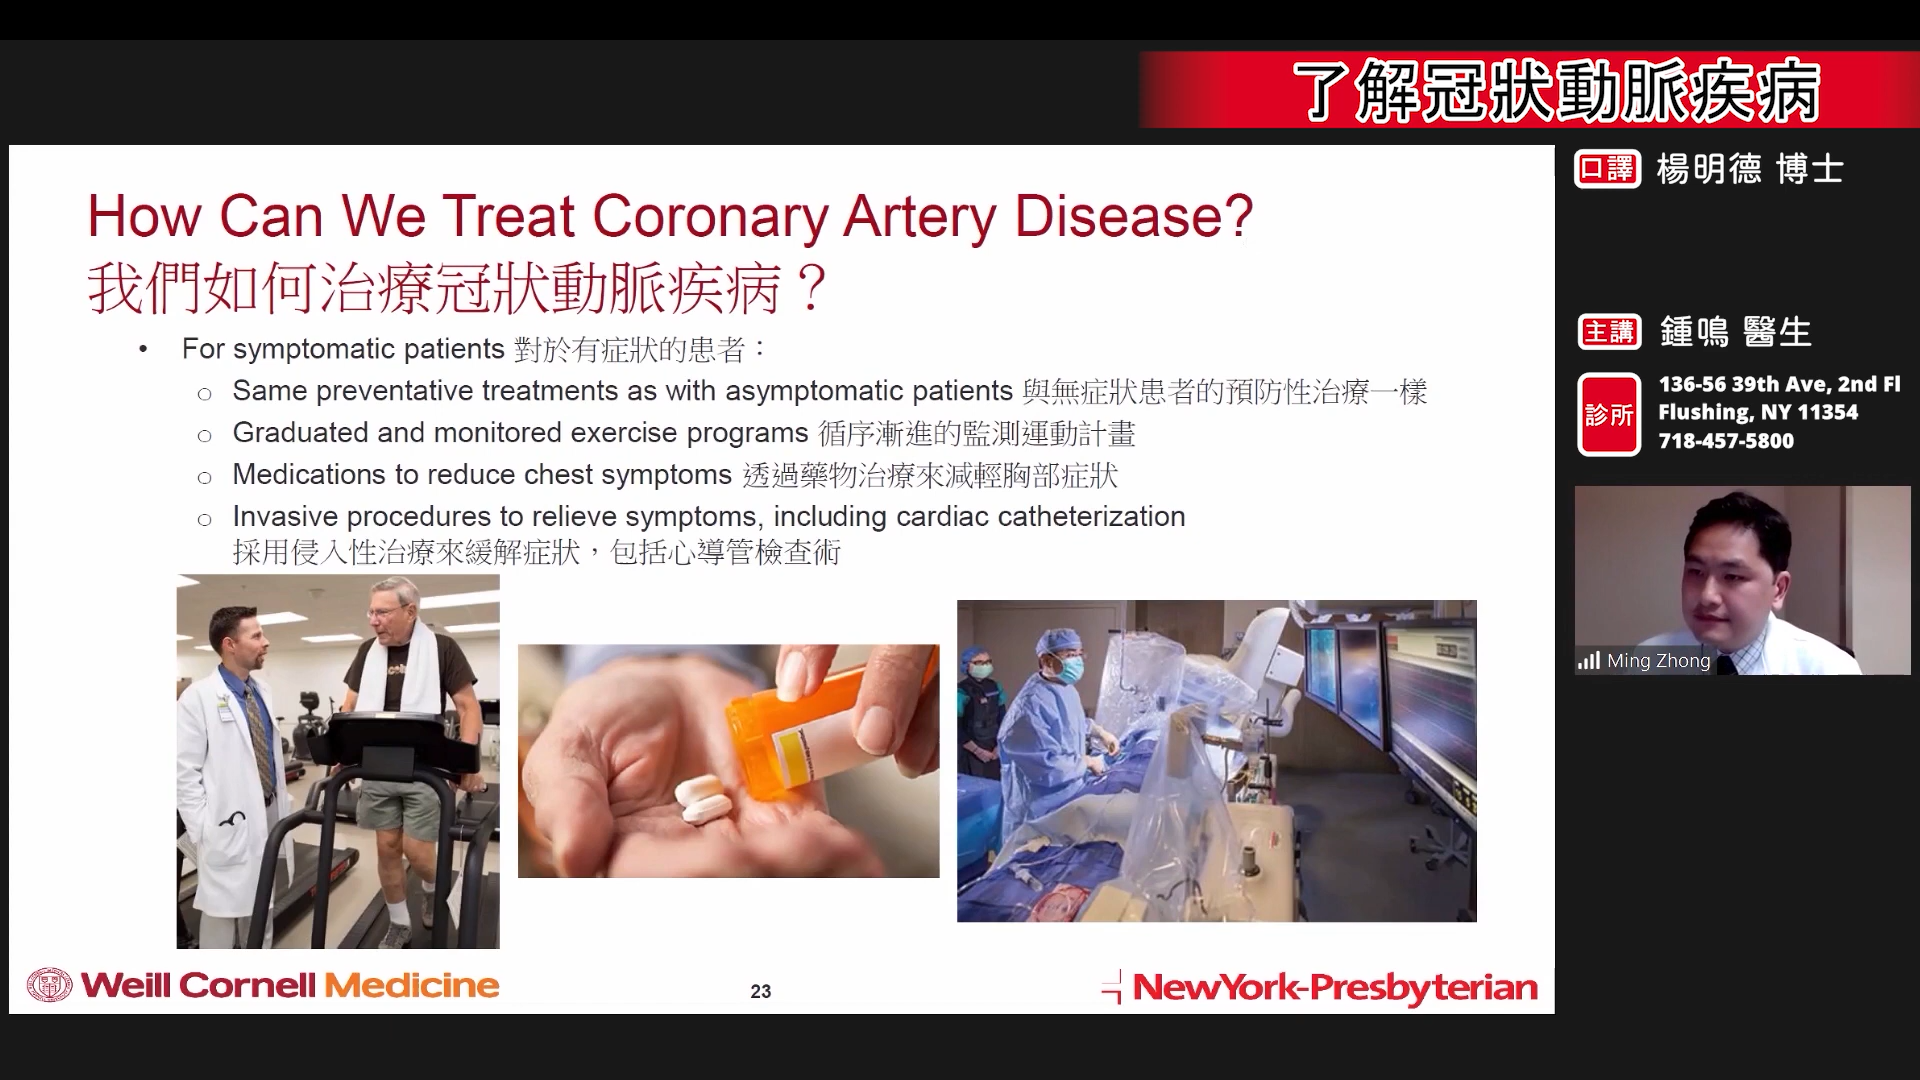 了解冠狀動脈疾病
口譯 楊明德 博士
How Can We Treat Coronary Artery Disease?
我們如何治療冠狀動脈疾病？
• For symptomatic patients 對於有症狀的患者：
○ Same preventative treatments as with asymptomatic patients 與無症狀患者的預防性治療一樣
○ Graduated and monitored exercise programs 循序漸進的監測運動計畫
○ Medications to reduce chest symptoms 透過藥物治療來減輕胸部症狀
○ Invasive procedures to relieve symptoms, including cardiac catheterization
採用侵入性治療來緩解症狀，包括心導管檢查術
主講 鍾鳴 醫生
診所
136-56 39th Ave, 2nd Fl
Flushing, NY 11354
718-457-5800
Ming Zhong
Weill Cornell Medicine
23
NewYork-Presbyterian